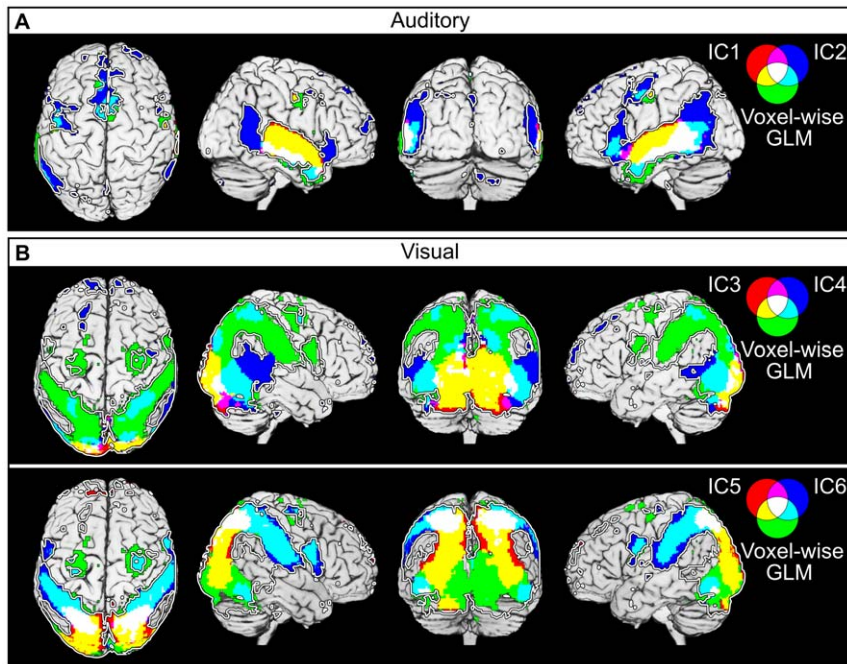 A
Auditory
IC1
IC2
Voxel-wise
GLM
B
Visual
IC3
IC4
Voxel-wise
GLM
IC5
IC6
Voxel-wise
GLM